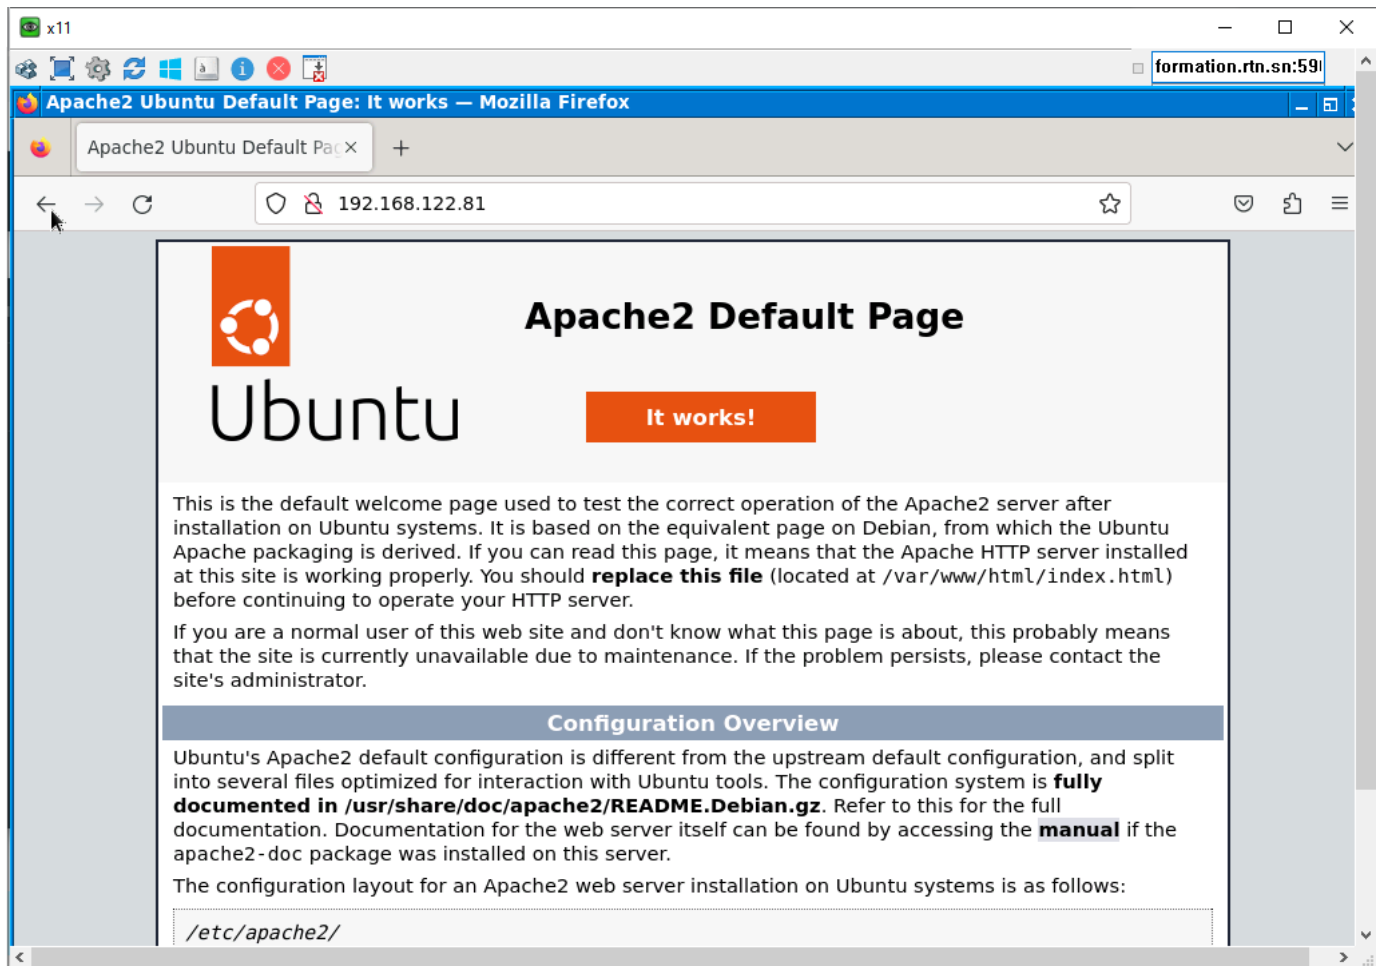 x11
formation.rtn.sn:59
Apache2 Ubuntu Default Page: It works — Mozilla Firefox
Apache2 Ubuntu Default Pag
192.168.122.81
Apache2 Default Page
Ubuntu
It works!
This is the default welcome page used to test the correct operation of the Apache2 server after
installation on Ubuntu systems. It is based on the equivalent page on Debian, from which the Ubuntu
Apache packaging is derived. If you can read this page, it means that the Apache HTTP server installed
at this site is working properly. You should replace this file (located at /var/www/html/index.html)
before continuing to operate your HTTP server.
If you are a normal user of this web site and don't know what this page is about, this probably means
that the site is currently unavailable due to maintenance. If the problem persists, please contact the
site's administrator.
Configuration Overview
Ubuntu's Apache2 default configuration is different from the upstream default configuration, and split
into several files optimized for interaction with Ubuntu tools. The configuration system is fully
documented in /usr/share/doc/apache2/README.Debian.gz. Refer to this for the full
documentation. Documentation for the web server itself can be found by accessing the manual if the
apache2-doc package was installed on this server.
The configuration layout for an Apache2 web server installation on Ubuntu systems is as follows:
/etc/apache2/